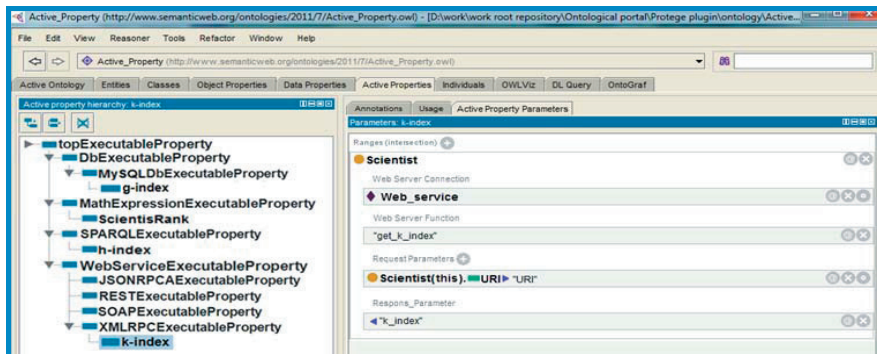 Active_Property (http://www.semanticweb.org/ontologies/2011/7/Active_Property.owl) - [D:\work\work root repository\Ontological portal\Protege plugin\ontology\Active...
File Edit View Reasoner Tools Refactor Window Help
Active_Property (http://www.semanticweb.org/ontologies/2011/7/Active_Property.owl)
Active Ontology Entities Classes Object Properties Data Properties Active Properties Individuals OWLViz DL Query OntoGraf
Active property hierarchy: k-index
topExecutableProperty
DbExecutableProperty
MySQLDbExecutableProperty
g-index
MathExpressionExecutableProperty
ScientisRank
SPARQLExecutableProperty
h-index
WebServiceExecutableProperty
JSONRPCAExecutableProperty
RESTExecutableProperty
SOAPExecutableProperty
XMLRPCExecutableProperty
k-index
Annotations Usage Active Property Parameters
Parameters: k-index
Ranges (intersection)
Scientist
Web Server Connection
Web_service
Web Server Function
"get_k_index"
Request Parameters
Scientist(this). URI "URI"
Respons_Parameter
"k_index"